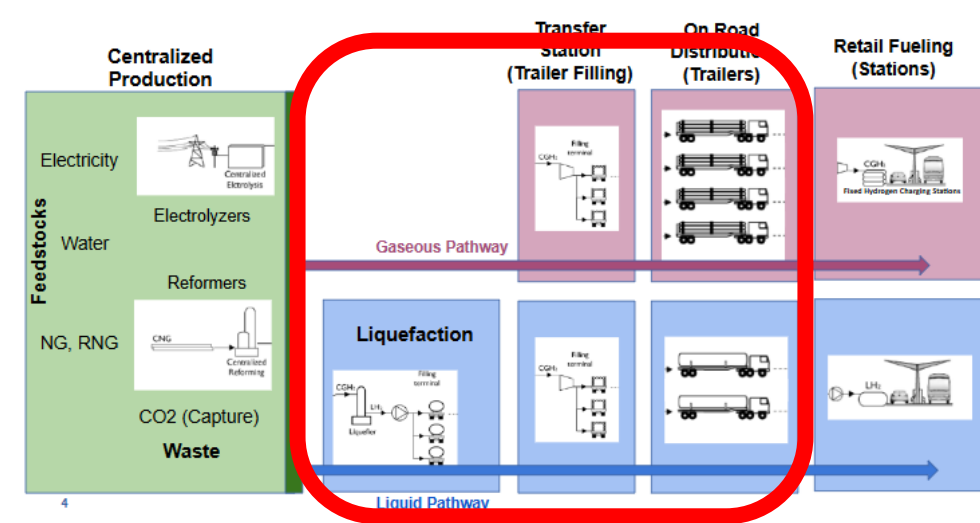 Centralized
Production
Transfer
Station
(Trailer Filling)
On Road
Distribution
(Trailers)
Retail Fueling
(Stations)
Feedstocks
Electricity
Water
NG, RNG
Centralized
Elctrolysis
Electrolyzers
Reformers
CNG
Centralized
Reforming
CO2 (Capture)
Waste
Gaseous Pathway
Filling
terminal
CGH₂
CGH₂
Fixed Hydrogen Charging Stations
Liquefaction
Filling
terminal
CGH₂
LH₂
Liquefier
Filling
terminal
CGH₂
LH₂
Liquid Pathway
4